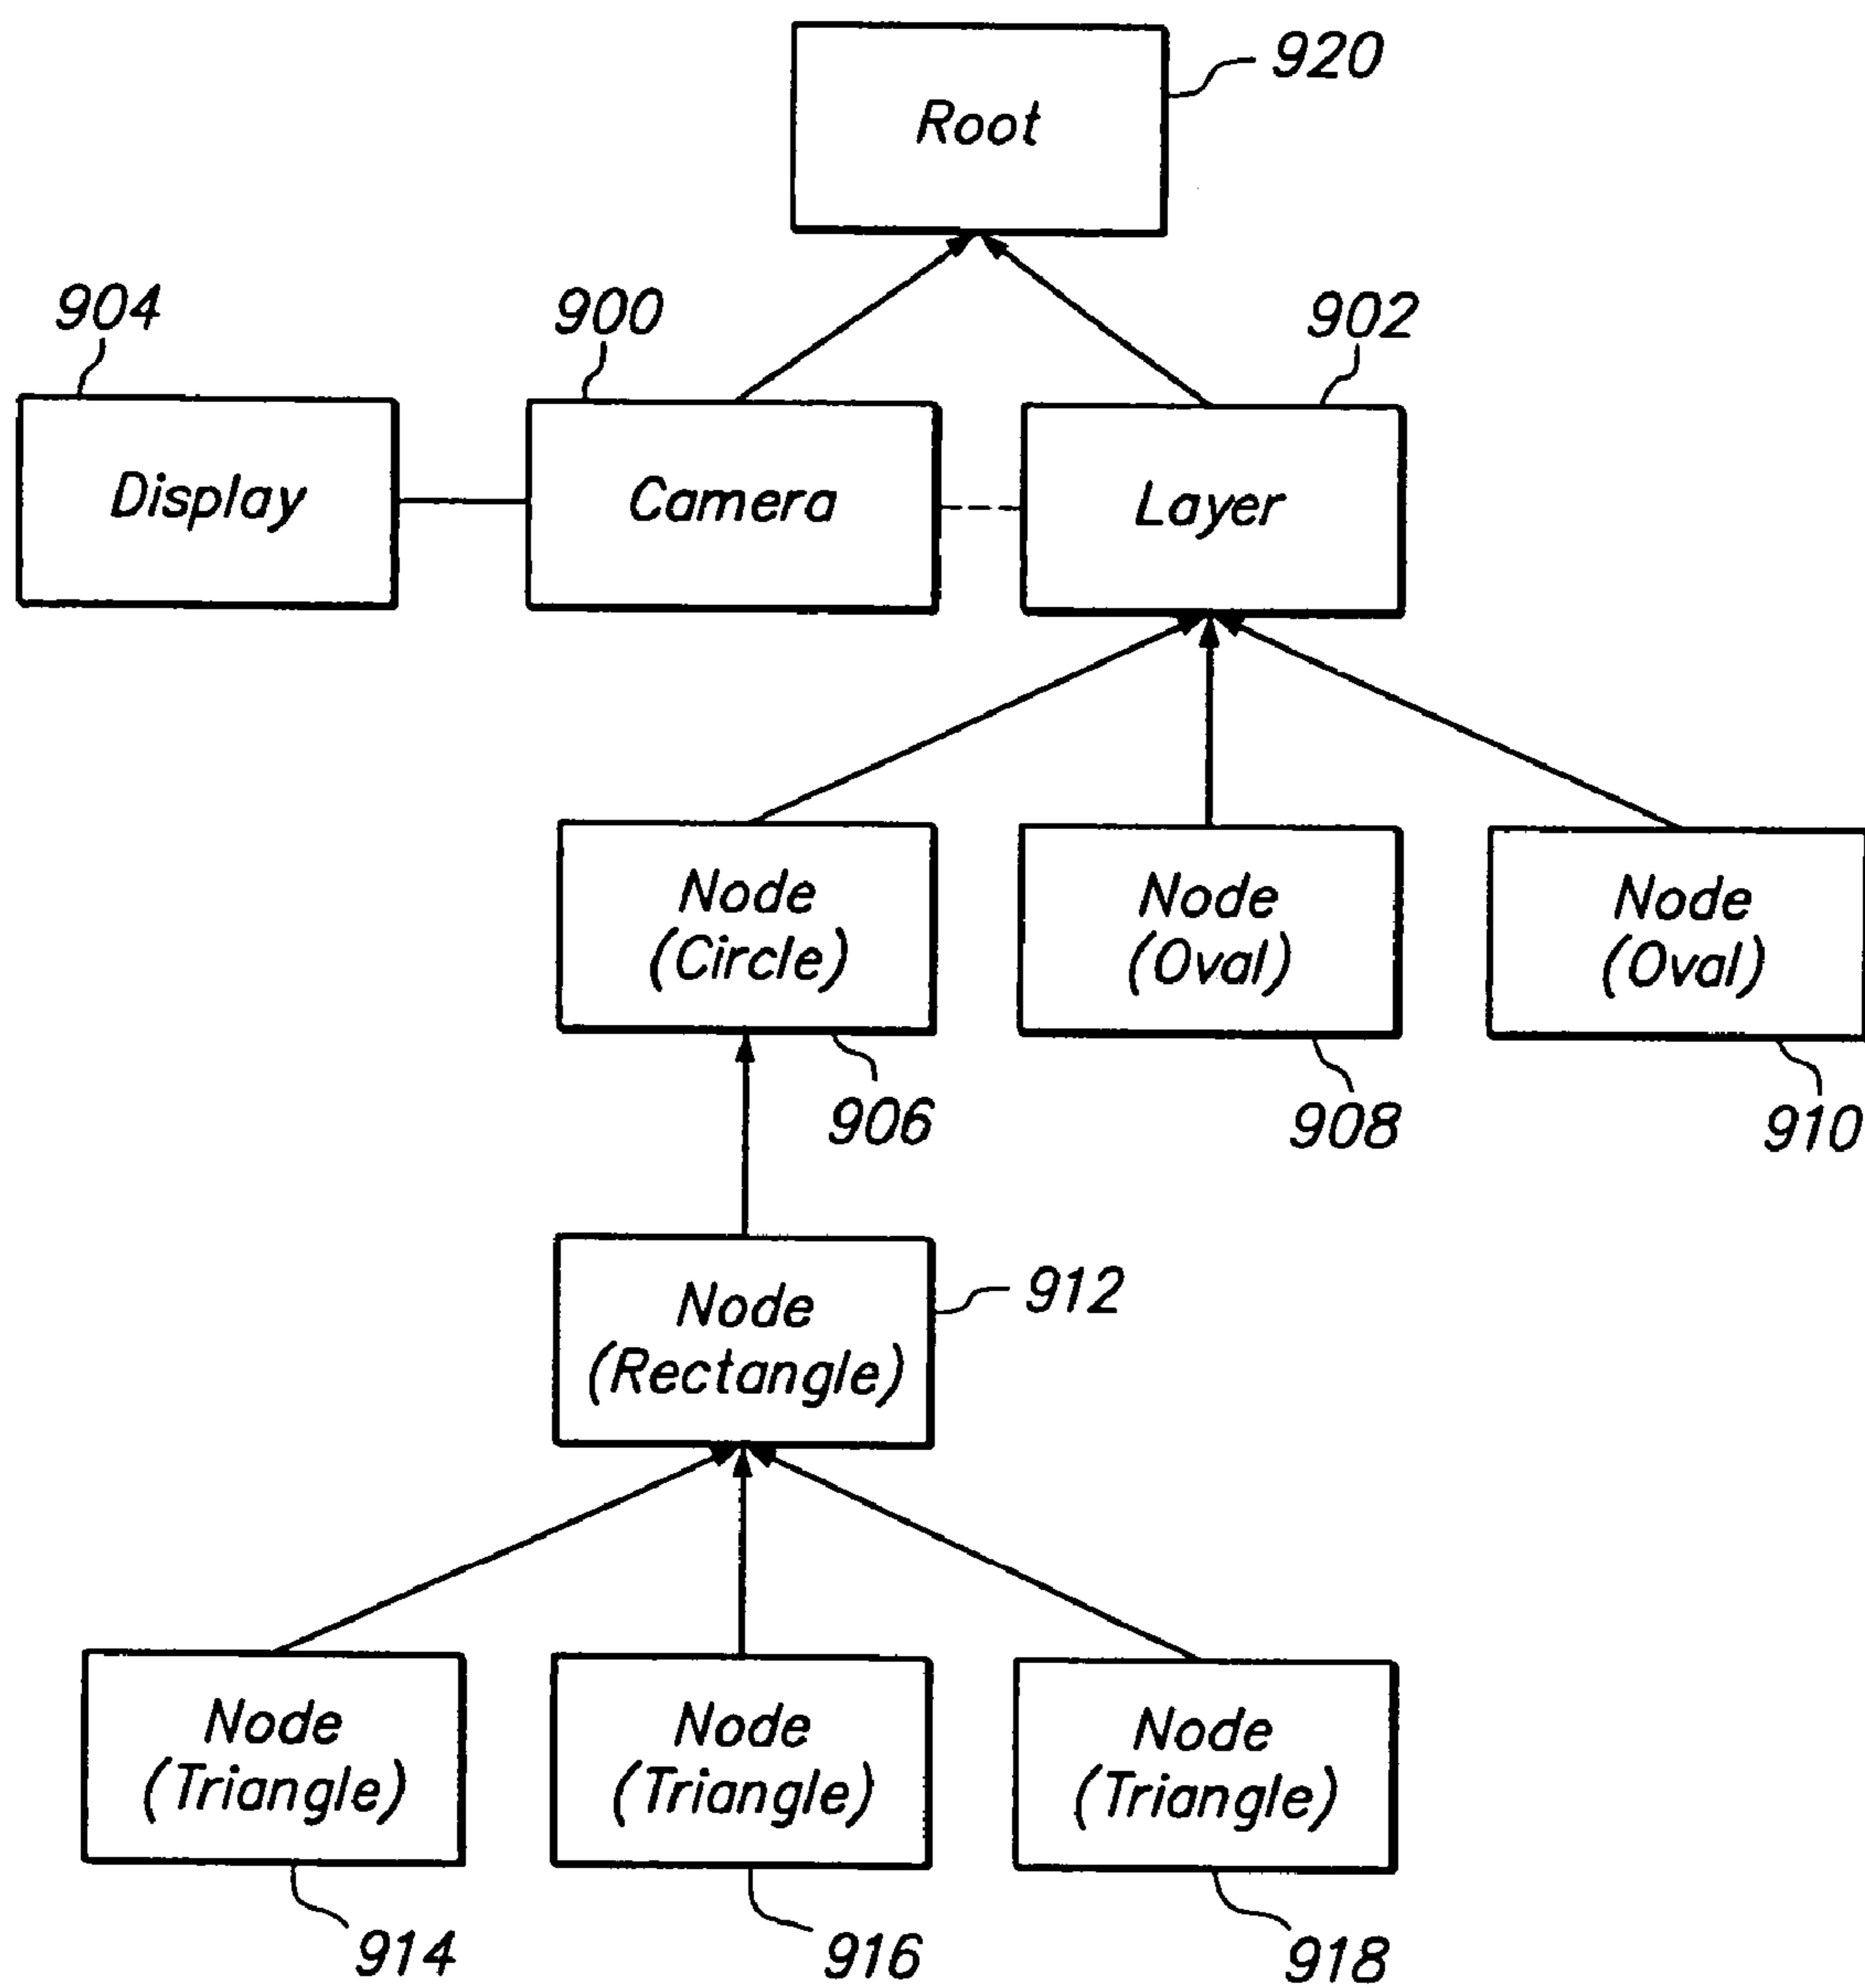 920
Root
904
900
902
Display
Camera
Layer
Node
(Circle)
Node
(Oval)
Node
(Oval)
906
908
910
Node
(Rectangle)
912
Node
(Triangle)
Node
(Triangle)
Node
(Triangle)
914
916
918